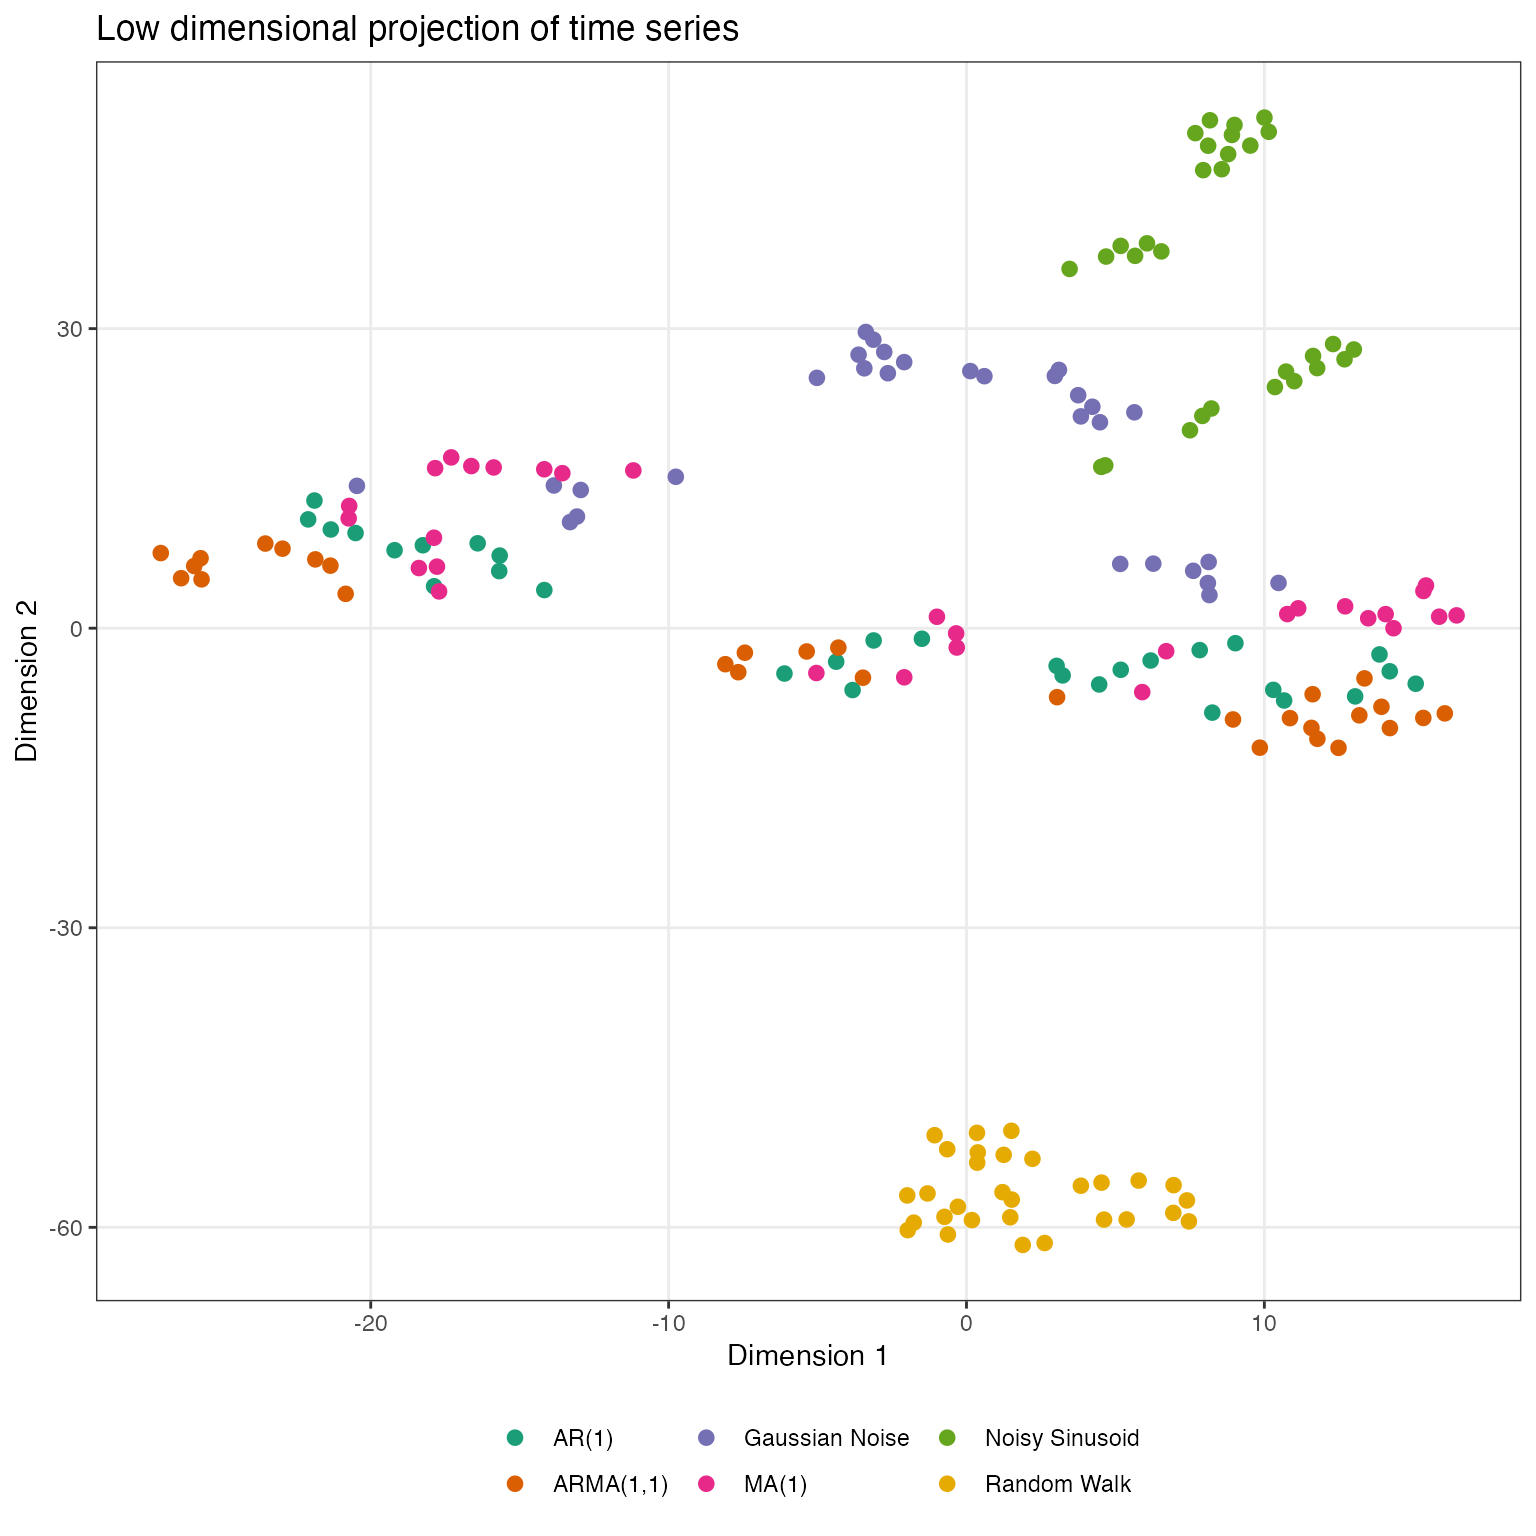 Low dimensional projection of time series
Dimension 2
30
0
-30
-60
-20 -10 0 10
Dimension 1
AR(1) Gaussian Noise Noisy Sinusoid
ARMA(1,1) MA(1) Random Walk